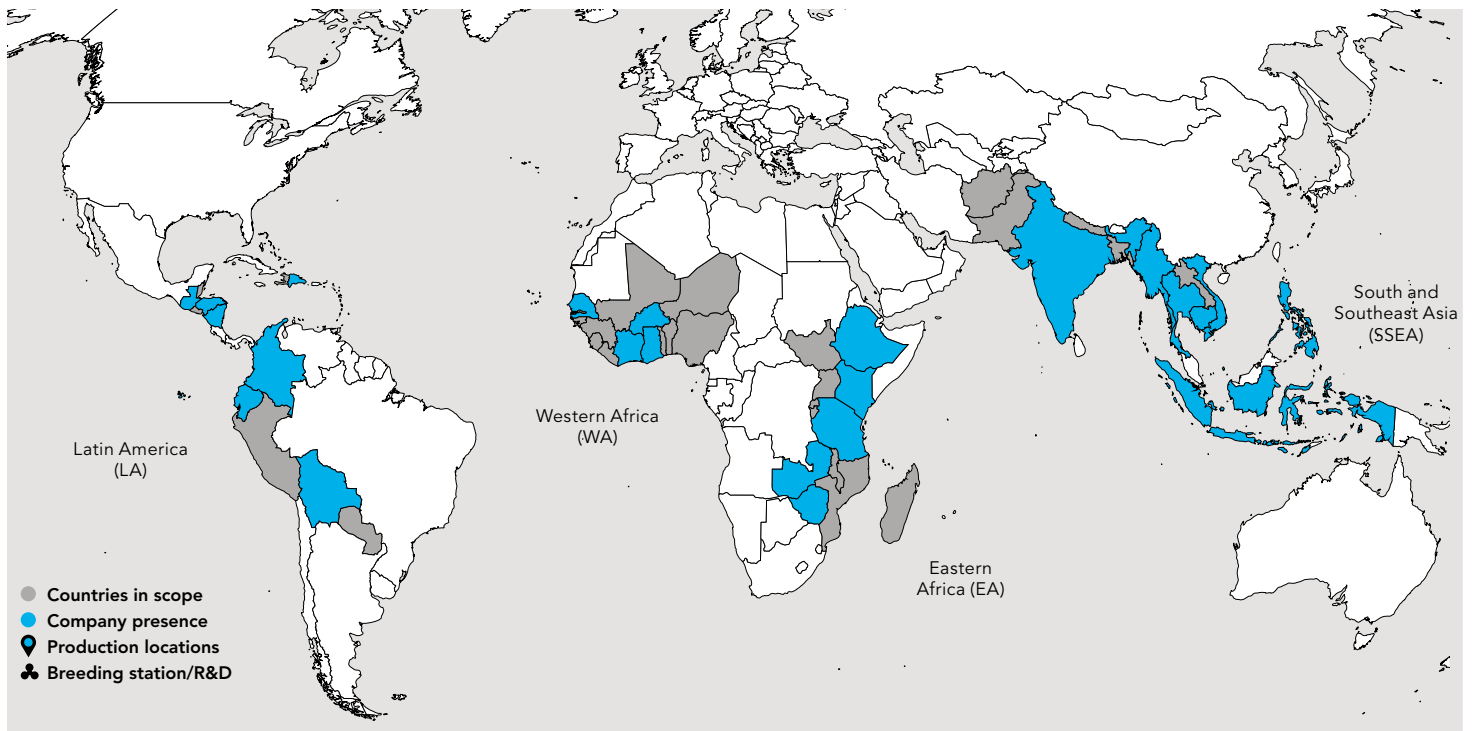 South and
Southeast Asia
(SSEA)
Western Africa
(WA)
Latin America
(LA)
Eastern
Africa (EA)
Countries in scope
Company presence
Production locations
Breeding station/R&D